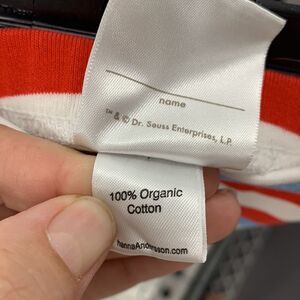 name
™ & © Dr. Seuss Enterprises, L.P.
100% Organic
Cotton
hannaAndersson.com